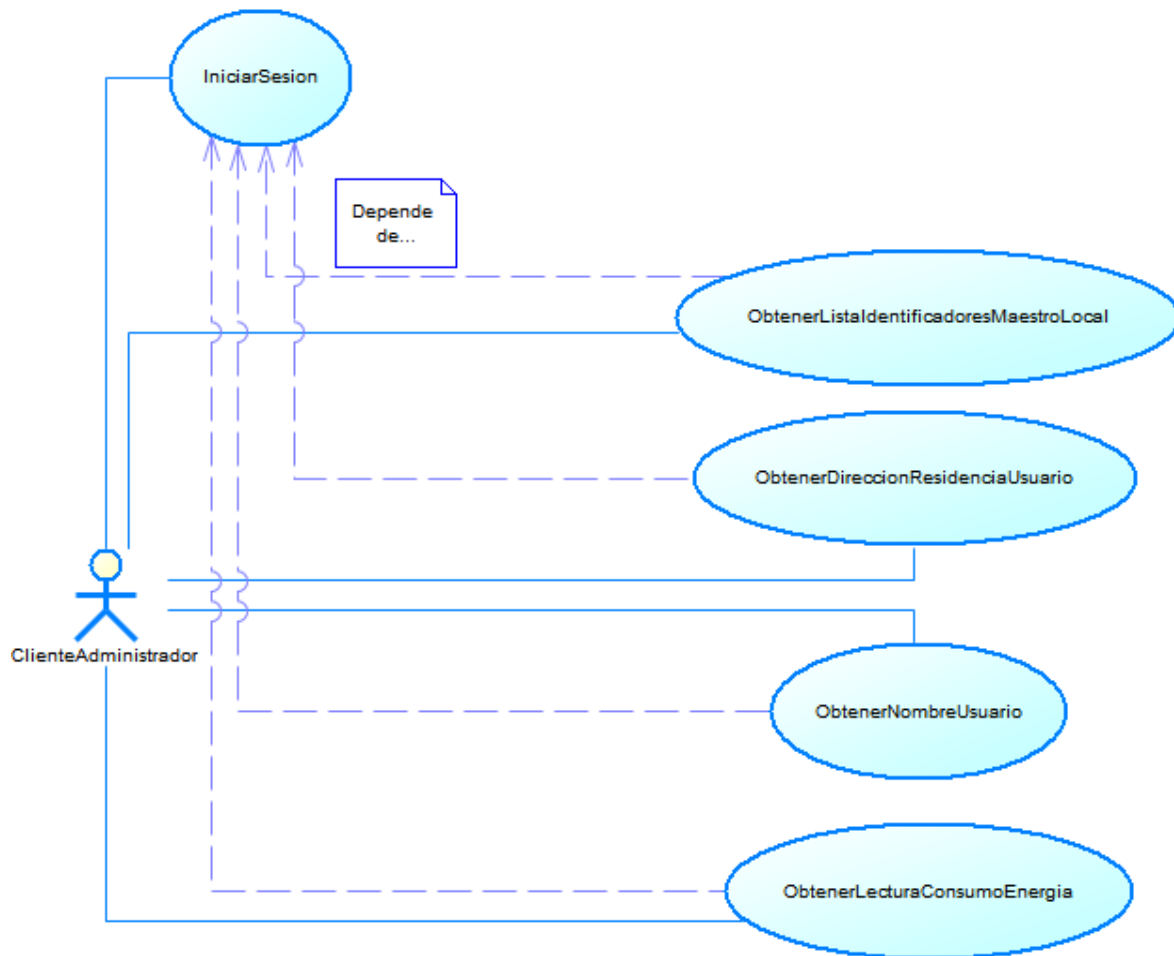 IniciarSesion
Depende
de...
ObtenerListaIdentificadoresMaestroLocal
ObtenerDireccionResidenciaUsuario
ClienteAdministrador
ObtenerNombreUsuario
ObtenerLecturaConsumoEnergia